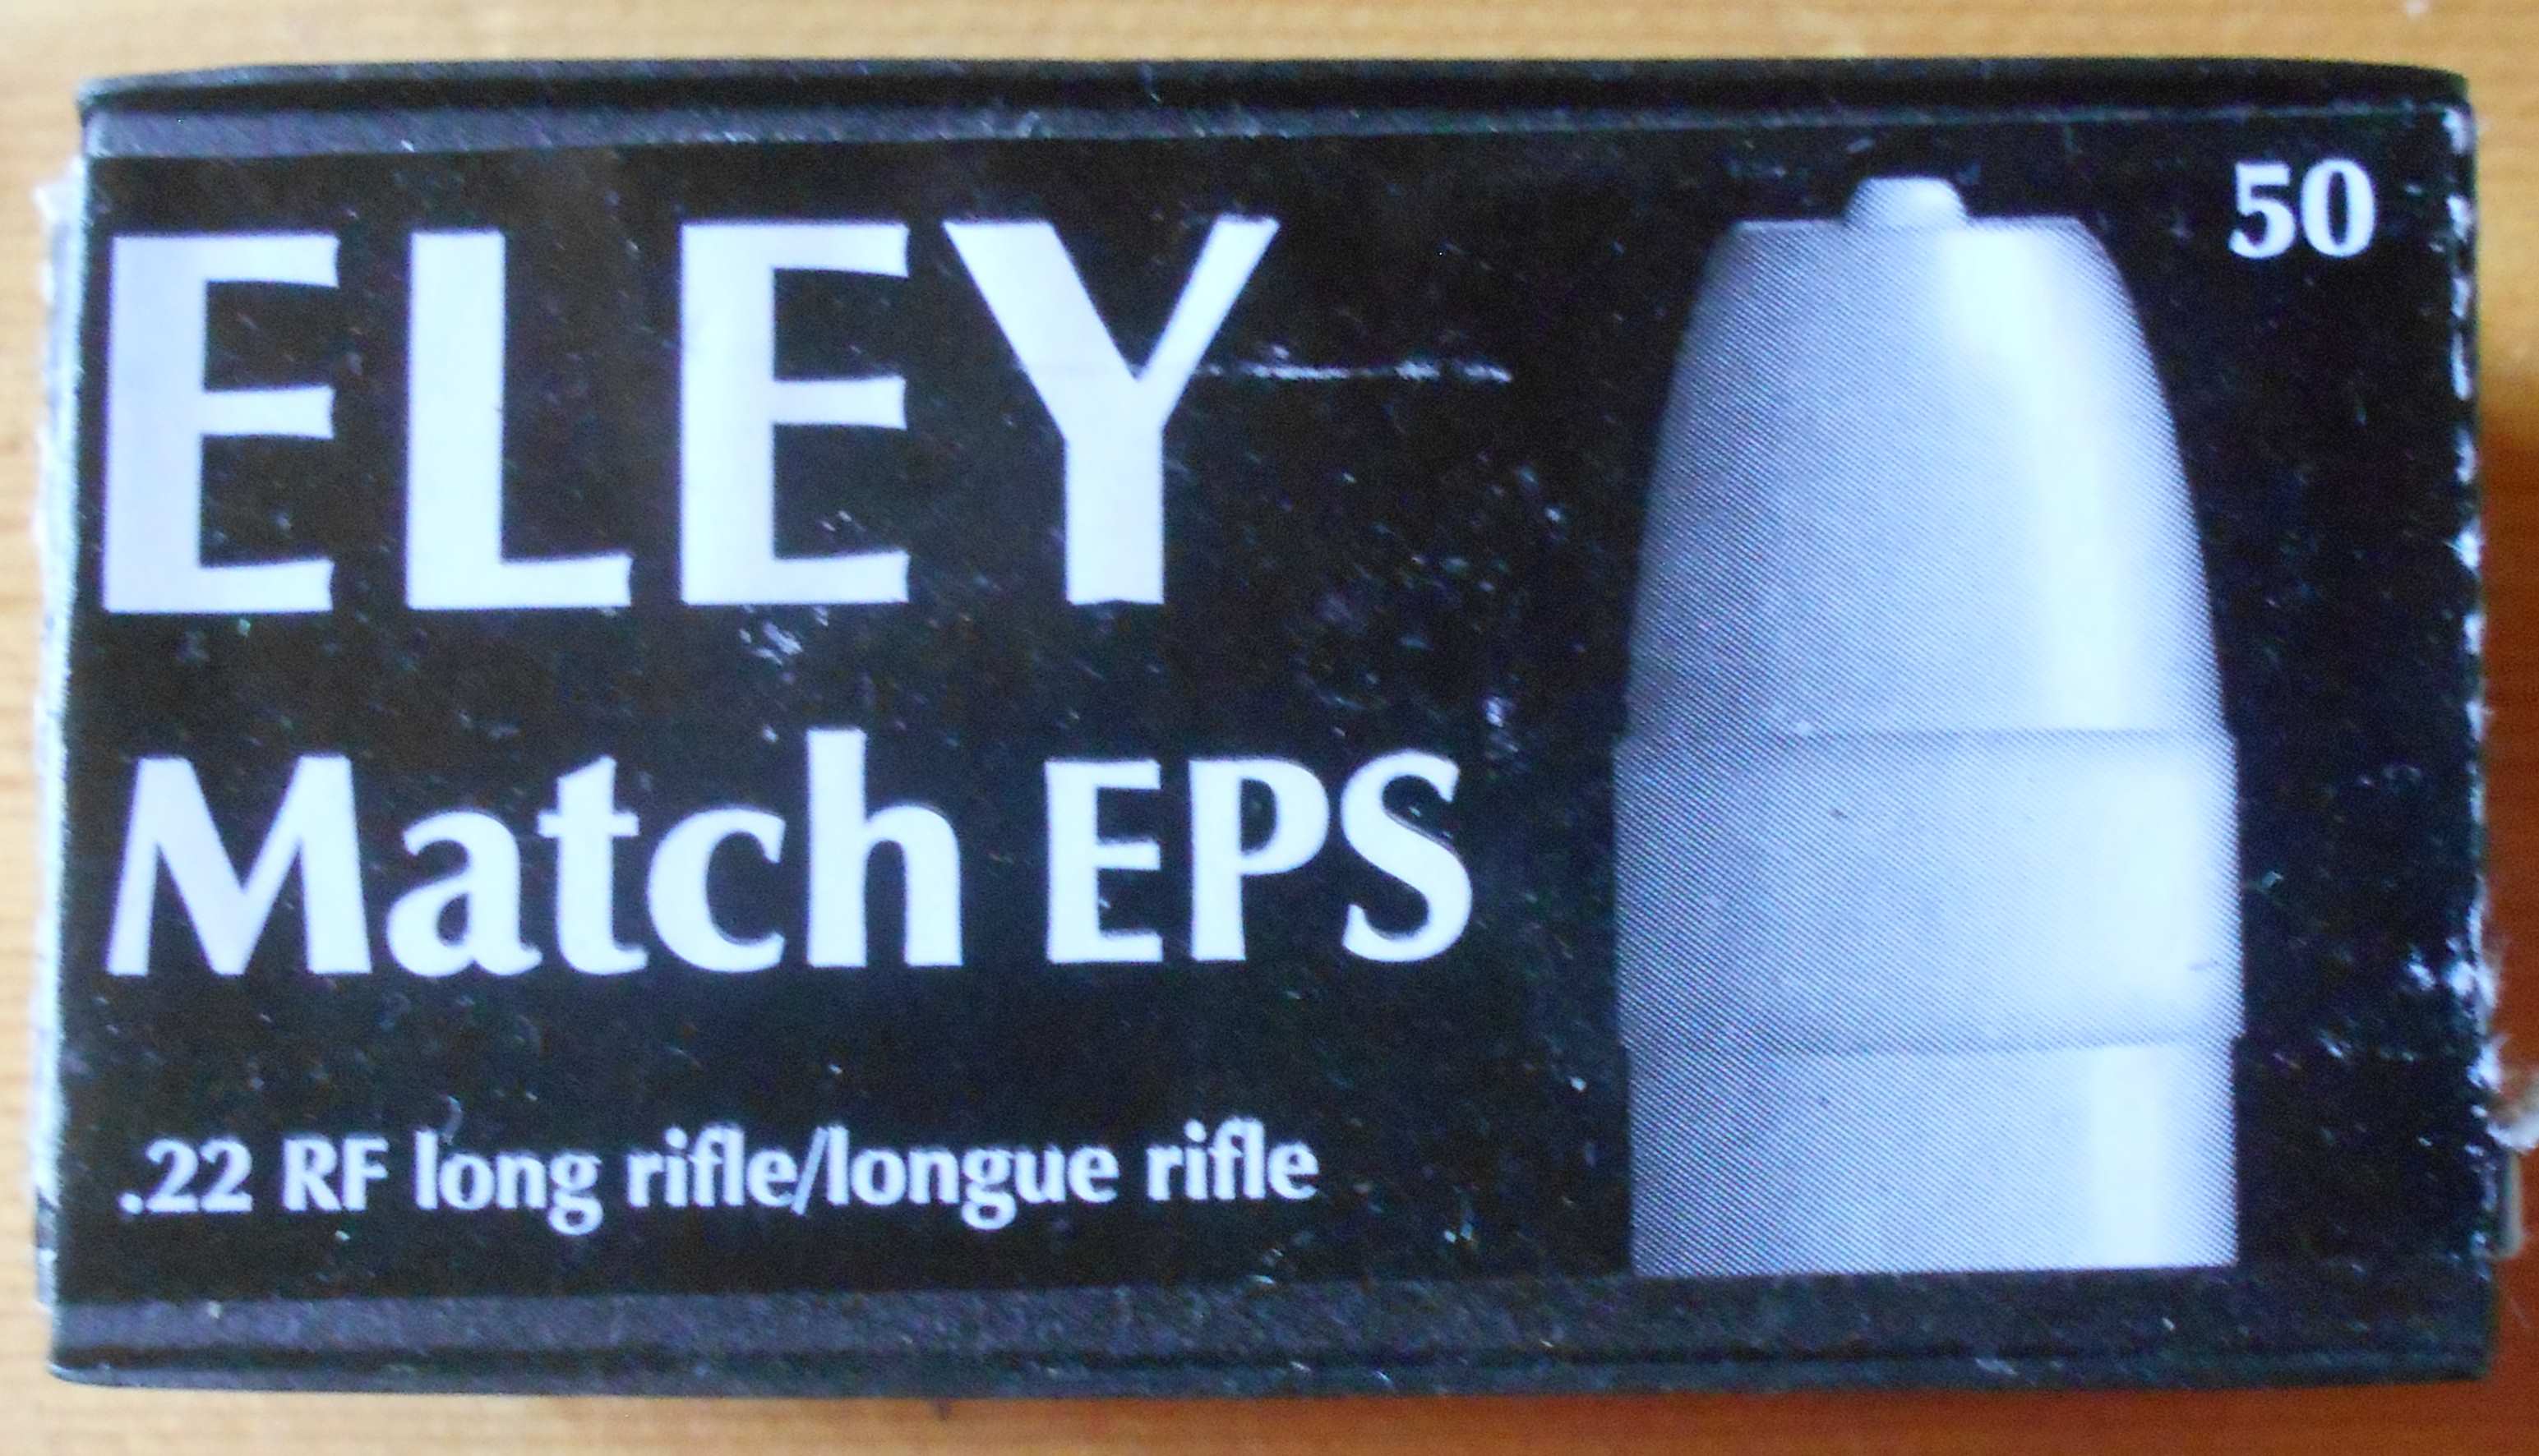 50
ELEY
Match EPS
.22 RF long rifle/longue rifle